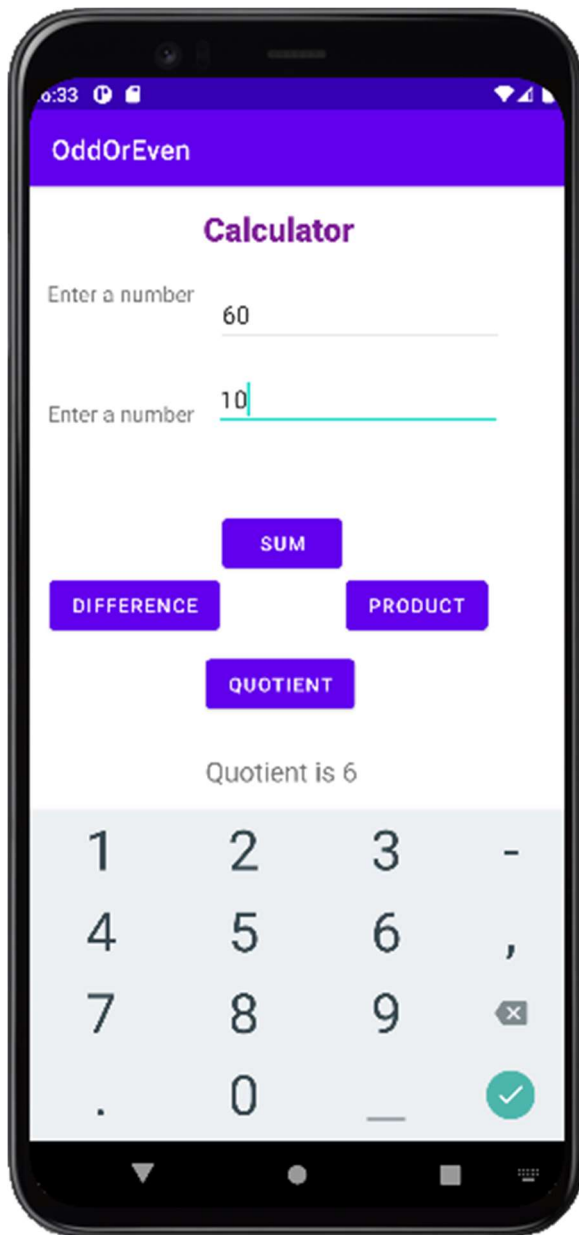 6:33
OddOrEven
Calculator
Enter a number
60
Enter a number
10
SUM
DIFFERENCE PRODUCT
QUOTIENT
Quotient is 6
1 2 3 -
4 5 6 ,
7 8 9
. 0 _